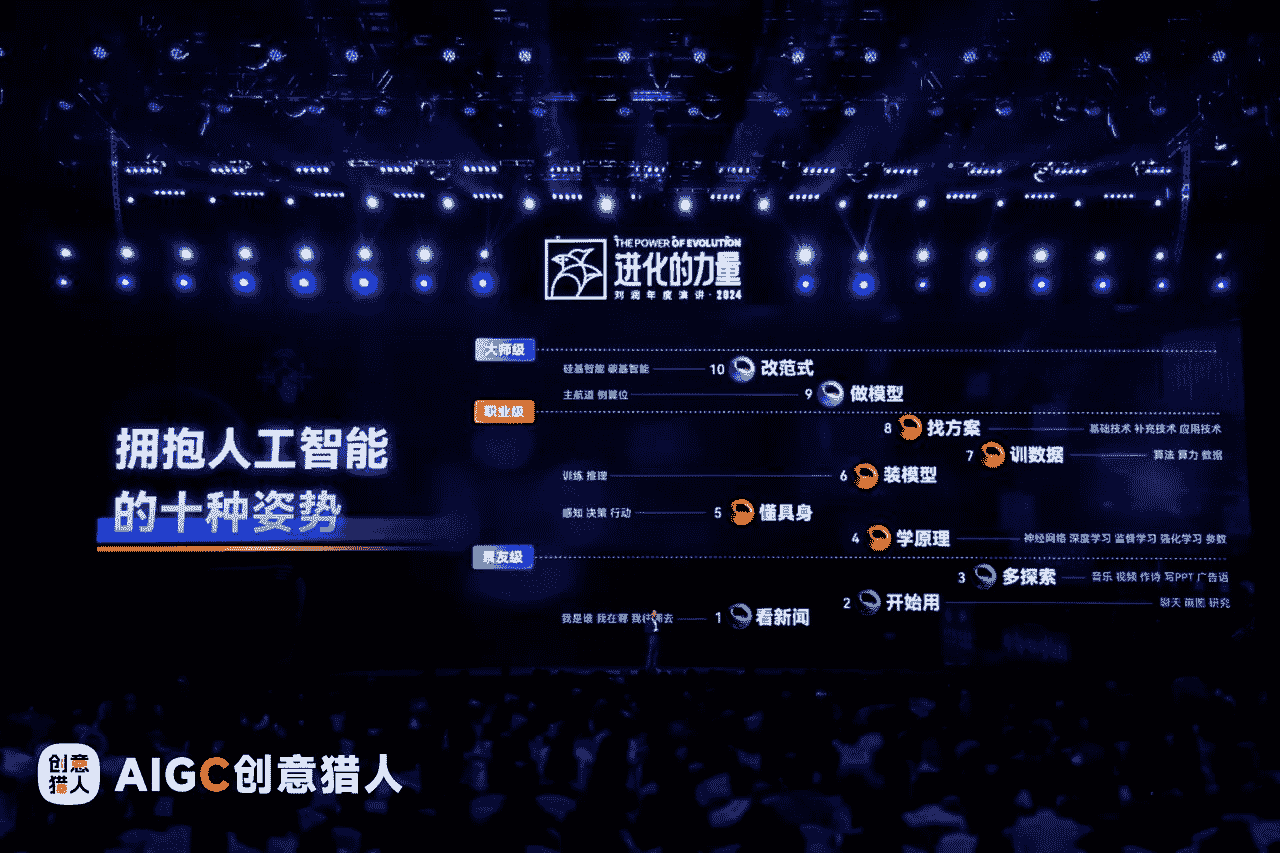 THE POWER OF EVOLUTION
进化的力量
刘润年度演讲·2024
拥抱人工智能
的十种姿势
大师级
硅基智能 碳基智能 10 改范式
主航道 倒算位 9 做模型
职业级
8 找方案 基础技术 补充技术 应用技术
7 训数据 算法 算力 数据
训练 推理 6 装模型
感知 决策 行动 5 懂具身
4 学原理 神经网络 深度学习 监督学习 强化学习 参数
票友级
3 多探索 音乐 视频 作诗 写PPT 广告语
2 开始用 聊天 画图 研究
我是谁 我在哪 1 看新闻
创意
猎人
AIGC创意猎人